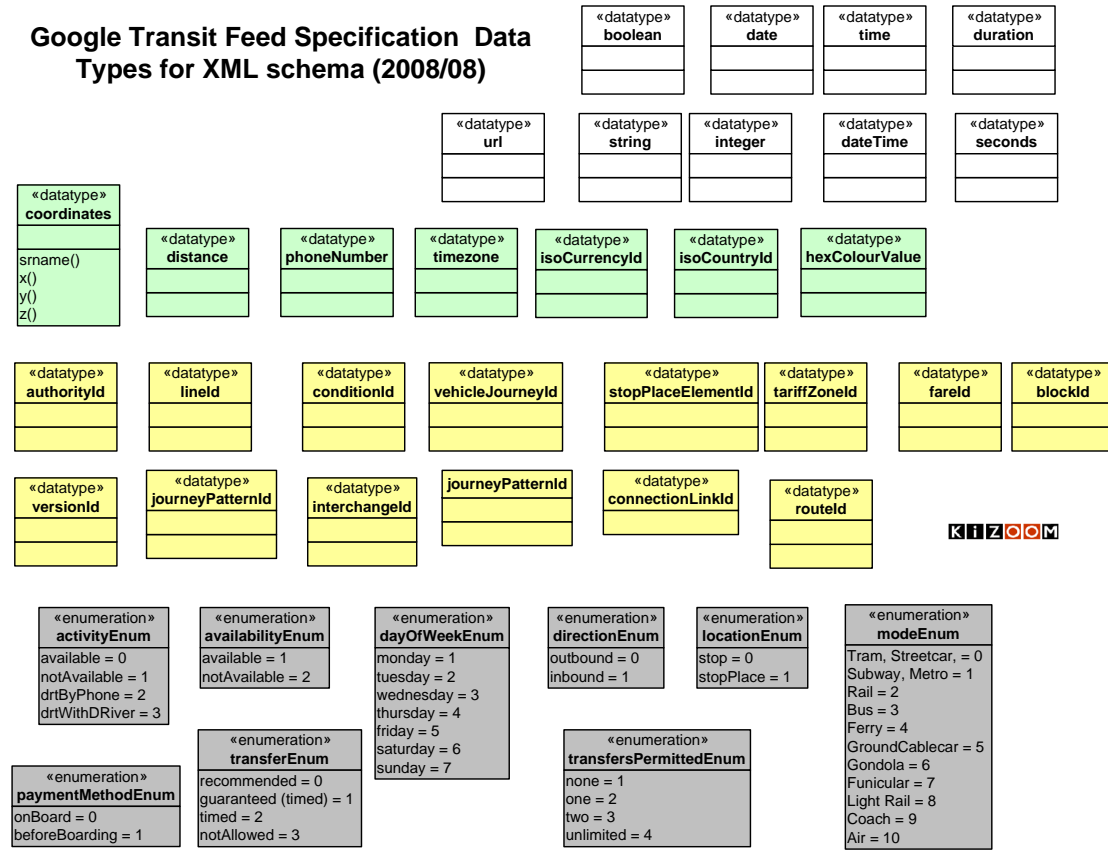 Google Transit Feed Specification  Data
Types for XML schema (2008/08)
«datatype»
boolean
«datatype»
date
«datatype»
time
«datatype»
duration
«datatype»
url
«datatype»
string
«datatype»
integer
«datatype»
dateTime
«datatype»
seconds
«datatype»
coordinates
srname()
x()
y()
z()
«datatype»
distance
«datatype»
phoneNumber
«datatype»
timezone
«datatype»
isoCurrencyId
«datatype»
isoCountryId
«datatype»
hexColourValue
«datatype»
authorityId
«datatype»
lineId
«datatype»
conditionId
«datatype»
vehicleJourneyId
«datatype»
stopPlaceElementId
«datatype»
tariffZoneId
«datatype»
fareId
«datatype»
blockId
«datatype»
versionId
«datatype»
journeyPatternId
«datatype»
interchangeId
journeyPatternId
«datatype»
connectionLinkId
«datatype»
routeId
KiZOOM
«enumeration»
activityEnum
available = 0
notAvailable = 1
drtByPhone = 2
drtWithDRiver = 3
«enumeration»
availabilityEnum
available = 1
notAvailable = 2
«enumeration»
dayOfWeekEnum
monday = 1
tuesday = 2
wednesday = 3
thursday = 4
friday = 5
saturday = 6
sunday = 7
«enumeration»
directionEnum
outbound = 0
inbound = 1
«enumeration»
locationEnum
stop = 0
stopPlace = 1
«enumeration»
modeEnum
Tram, Streetcar, = 0
Subway, Metro = 1
Rail = 2
Bus = 3
Ferry = 4
GroundCablecar = 5
Gondola = 6
Funicular = 7
Light Rail = 8
Coach = 9
Air = 10
«enumeration»
paymentMethodEnum
onBoard = 0
beforeBoarding = 1
«enumeration»
transferEnum
recommended = 0
guaranteed (timed) = 1
timed = 2
notAllowed = 3
«enumeration»
transfersPermittedEnum
none = 1
one = 2
two = 3
unlimited = 4